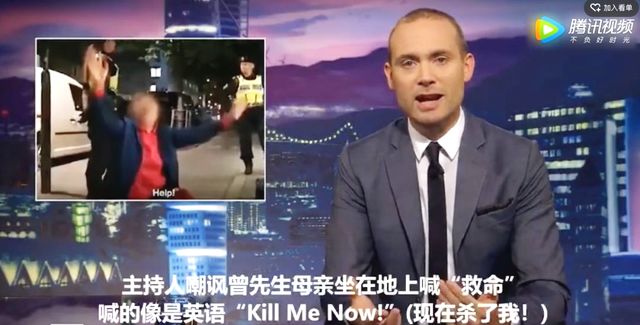 加入看单
腾讯视频
不负好时光
Help!
主持人嘲讽曾先生母亲坐在地上喊“救命”
喊的像是英语“Kill Me Now!”(现在杀了我！)